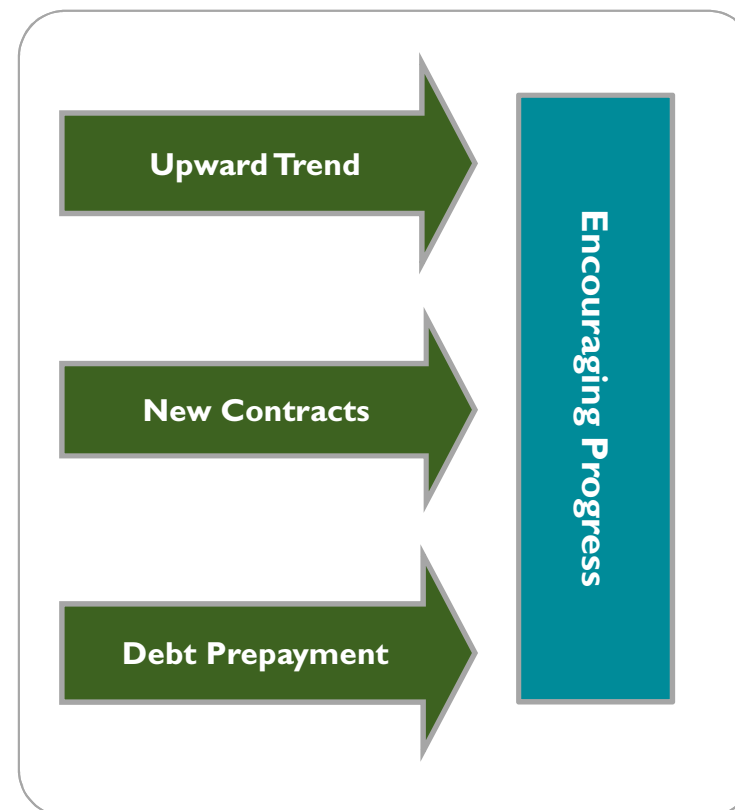 Upward Trend
New Contracts
Debt Prepayment
Encouraging Progress